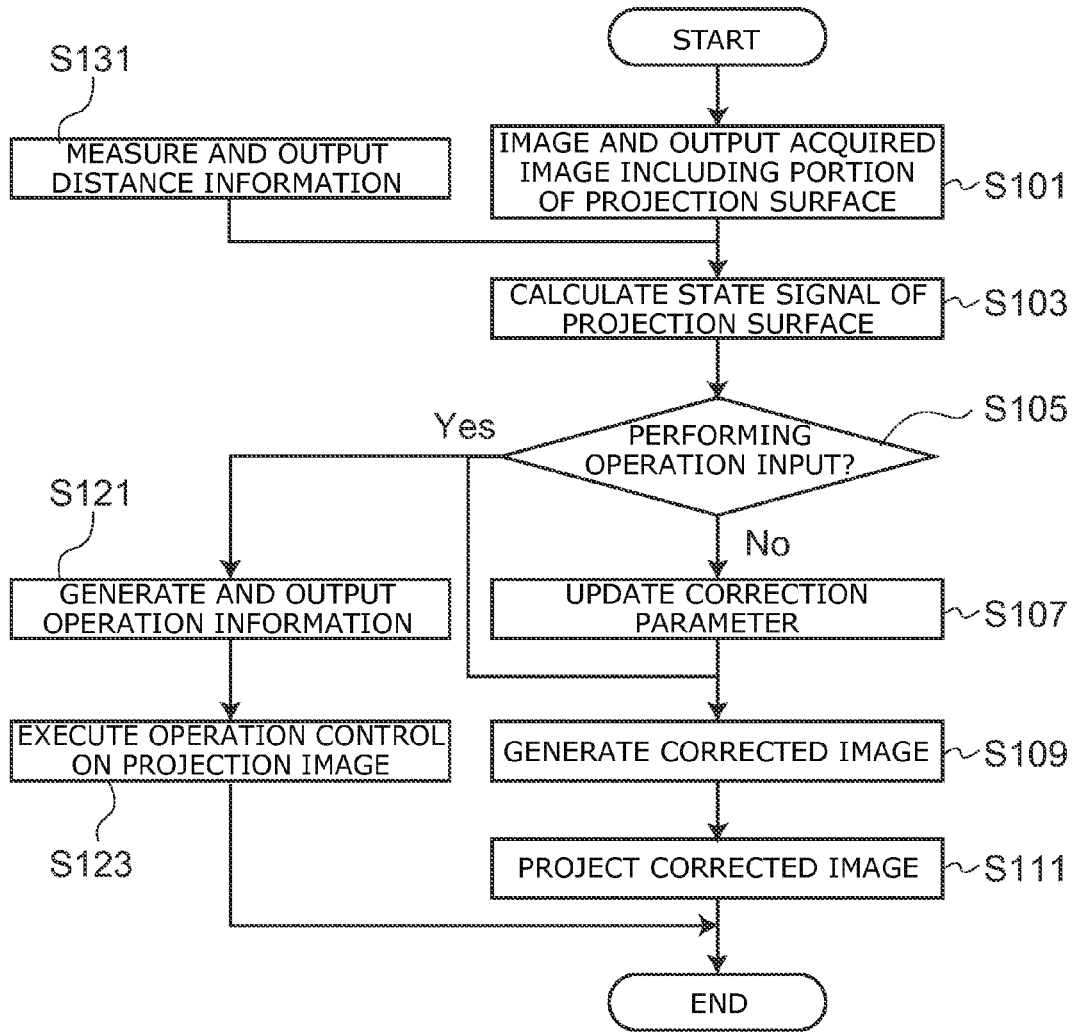 START
S131
MEASURE AND OUTPUT
DISTANCE INFORMATION
IMAGE AND OUTPUT ACQUIRED
IMAGE INCLUDING PORTION
OF PROJECTION SURFACE
S101
CALCULATE STATE SIGNAL OF
PROJECTION SURFACE
S103
S105
Yes
PERFORMING
OPERATION INPUT?
S121
No
GENERATE AND OUTPUT
OPERATION INFORMATION
UPDATE CORRECTION
PARAMETER
S107
EXECUTE OPERATION CONTROL
ON PROJECTION IMAGE
S123
GENERATE CORRECTED IMAGE
S109
PROJECT CORRECTED IMAGE
S111
END